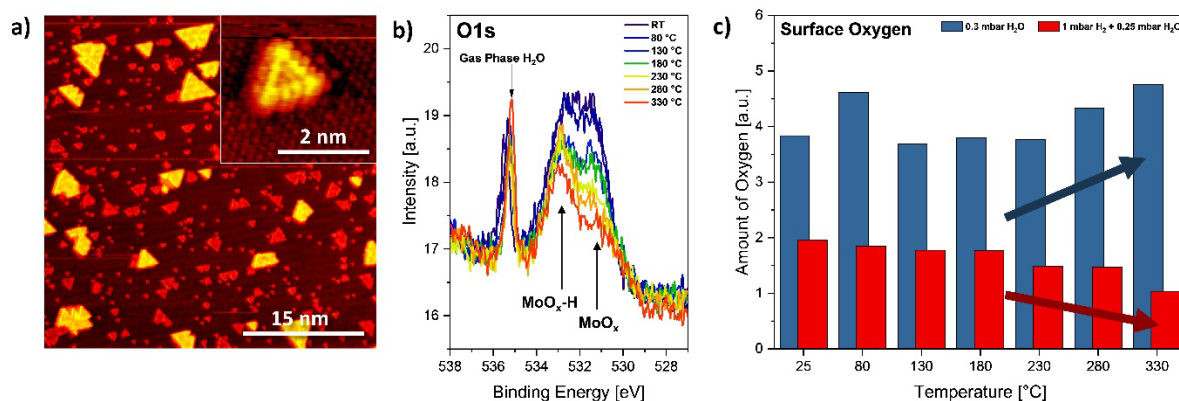 a)
2 nm
15 nm
b)
O1s
Gas Phase H₂O
RT
80 °C
130 °C
180 °C
230 °C
280 °C
330 °C
MoOₓ-H
MoOₓ
Intensity [a.u.]
20
19
18
17
16
538 536 534 532 530 528
Binding Energy [eV]
c)
Surface Oxygen
0.3 mbar H₂O
1 mbar H₂ + 0.25 mbar H₂O
Amount of Oxygen [a.u.]
6
5
4
3
2
1
0
25 80 130 180 230 280 330
Temperature [°C]